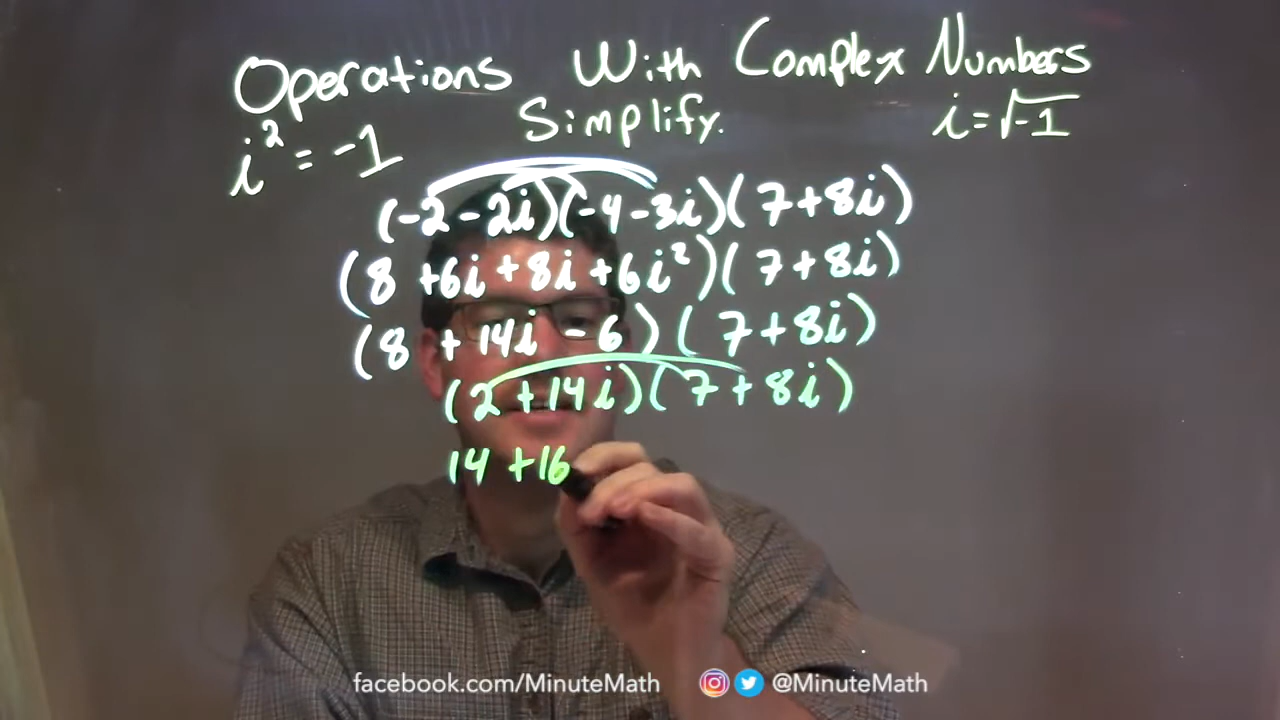 Operations With Complex Numbers
Simplify.
i² = -1
i = √-1
(-2 - 2i)(-4 - 3i)(7 + 8i)
(8 + 6i + 8i + 6i²)(7 + 8i)
(8 + 14i - 6)(7 + 8i)
(2 + 14i)(7 + 8i)
14 + 16
facebook.com/MinuteMath @MinuteMath